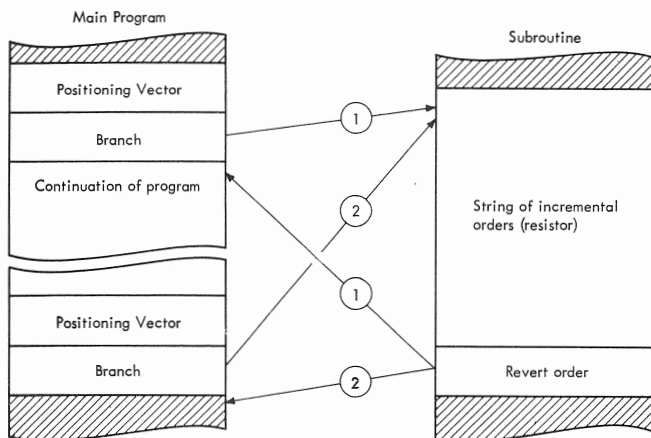 Main Program
Subroutine
Positioning Vector
Branch
1
Continuation of program
2
String of incremental
orders (resistor)
1
Positioning Vector
Branch
2
Revert order